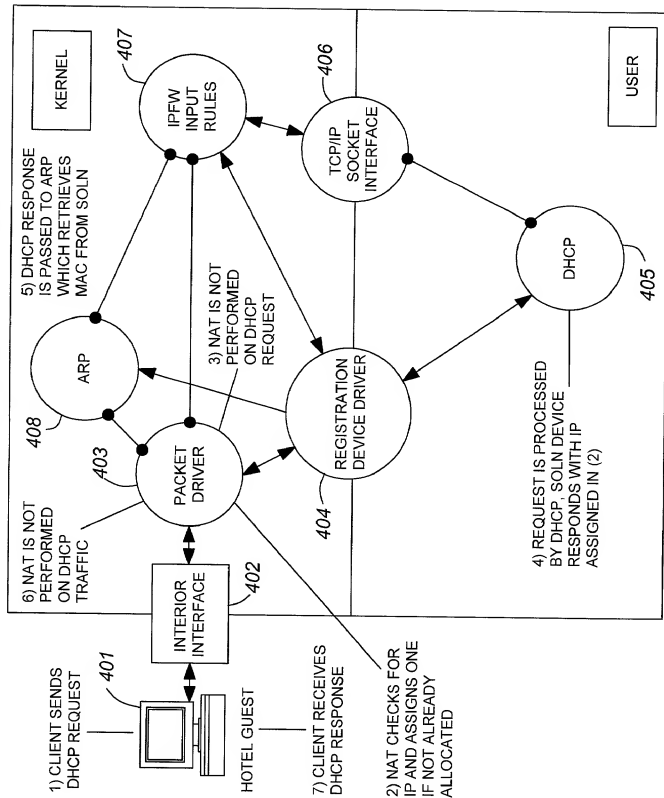 KERNEL
407
IPFW
INPUT
RULES
406
TCP/IP
SOCKET
INTERFACE
USER
5) DHCP RESPONSE
IS PASSED TO ARP
WHICH RETRIEVES
MAC FROM SOLN
3) NAT IS NOT
PERFORMED
ON DHCP
REQUEST
ARP
408
403
PACKET
DRIVER
REGISTRATION
DEVICE DRIVER
404
DHCP
405
6) NAT IS NOT
PERFORMED
ON DHCP
TRAFFIC
4) REQUEST IS PROCESSED
BY DHCP, SOLN DEVICE
RESPONDS WITH IP
ASSIGNED IN (2)
INTERIOR
INTERFACE
402
1) CLIENT SENDS
DHCP REQUEST
401
HOTEL GUEST
7) CLIENT RECEIVES
DHCP RESPONSE
2) NAT CHECKS FOR
IP AND ASSIGNS ONE
IF NOT ALREADY
ALLOCATED